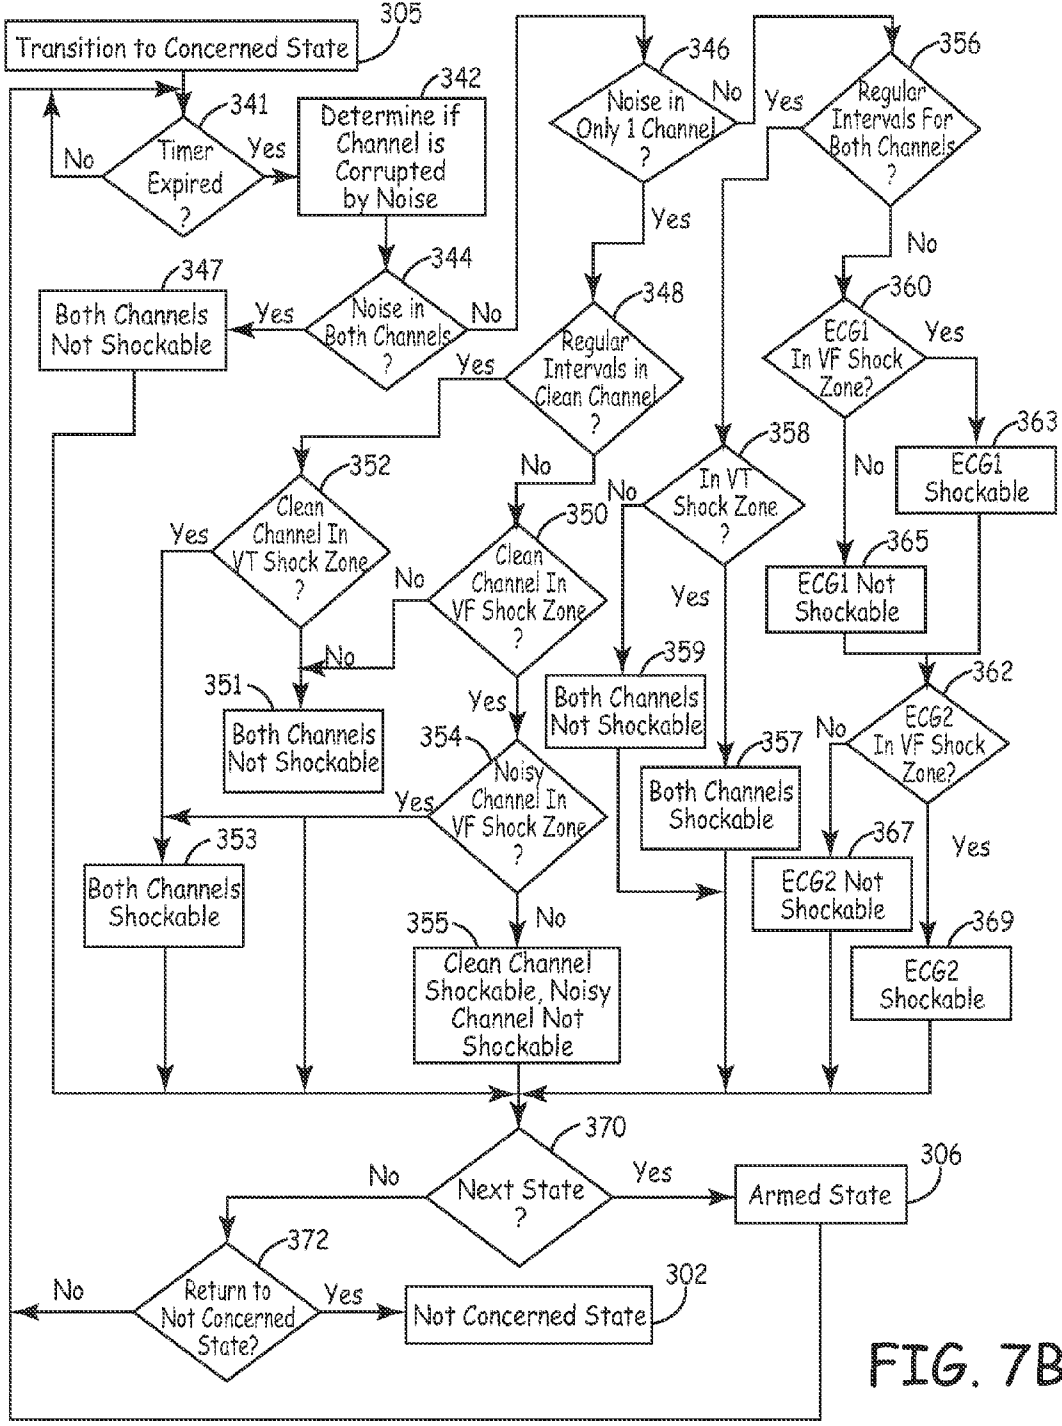 305
Transition to Concerned State
341
Timer
Expired
?
No
Yes
342
Determine if
Channel is
Corrupted
by Noise
344
Noise in
Both Channels
?
Yes
No
347
Both Channels
Not Shockable
346
Noise in
Only 1 Channel
?
No
Yes
356
Regular
Intervals For
Both Channels
?
Yes
No
348
Regular
Intervals in
Clean Channel
?
Yes
No
360
ECG1
In VF Shock
Zone?
Yes
No
363
ECG1
Shockable
365
ECG1 Not
Shockable
358
In VT
Shock Zone
?
No
Yes
352
Clean
Channel In
VT Shock Zone
?
Yes
No
350
Clean
Channel In
VF Shock Zone
?
No
Yes
351
Both Channels
Not Shockable
359
Both Channels
Not Shockable
362
ECG2
In VF Shock
Zone?
No
Yes
354
Noisy
Channel In
VF Shock Zone
?
Yes
No
357
Both Channels
Shockable
353
Both Channels
Shockable
367
ECG2 Not
Shockable
369
ECG2
Shockable
355
Clean Channel
Shockable, Noisy
Channel Not
Shockable
370
Next State
?
No
Yes
306
Armed State
372
Return to
Not Concerned
State?
No
Yes
302
Not Concerned State
FIG. 7B